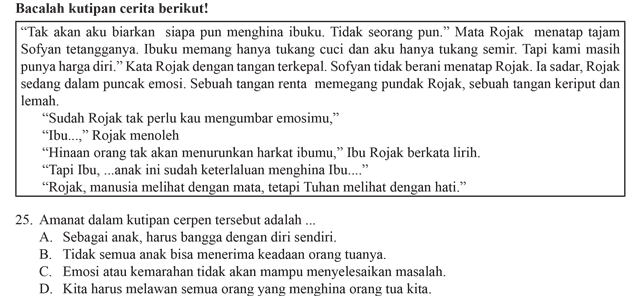 Bacalah kutipan cerita berikut!
“Tak akan aku biarkan siapa pun menghina ibuku. Tidak seorang pun.” Mata Rojak menatap tajam
Sofyan tetangganya. Ibuku memang hanya tukang cuci dan aku hanya tukang semir. Tapi kami masih
punya harga diri.” Kata Rojak dengan tangan terkepal. Sofyan tidak berani menatap Rojak. Ia sadar, Rojak
sedang dalam puncak emosi. Sebuah tangan renta memegang pundak Rojak, sebuah tangan keriput dan
lemah.
“Sudah Rojak tak perlu kau mengumbar emosimu,”
“Ibu...,” Rojak menoleh
“Hinaan orang tak akan menurunkan harkat ibumu,” Ibu Rojak berkata lirih.
“Tapi Ibu, ...anak ini sudah keterlaluan menghina Ibu....”
“Rojak, manusia melihat dengan mata, tetapi Tuhan melihat dengan hati.”
25. Amanat dalam kutipan cerpen tersebut adalah ...
A. Sebagai anak, harus bangga dengan diri sendiri.
B. Tidak semua anak bisa menerima keadaan orang tuanya.
C. Emosi atau kemarahan tidak akan mampu menyelesaikan masalah.
D. Kita harus melawan semua orang yang menghina orang tua kita.